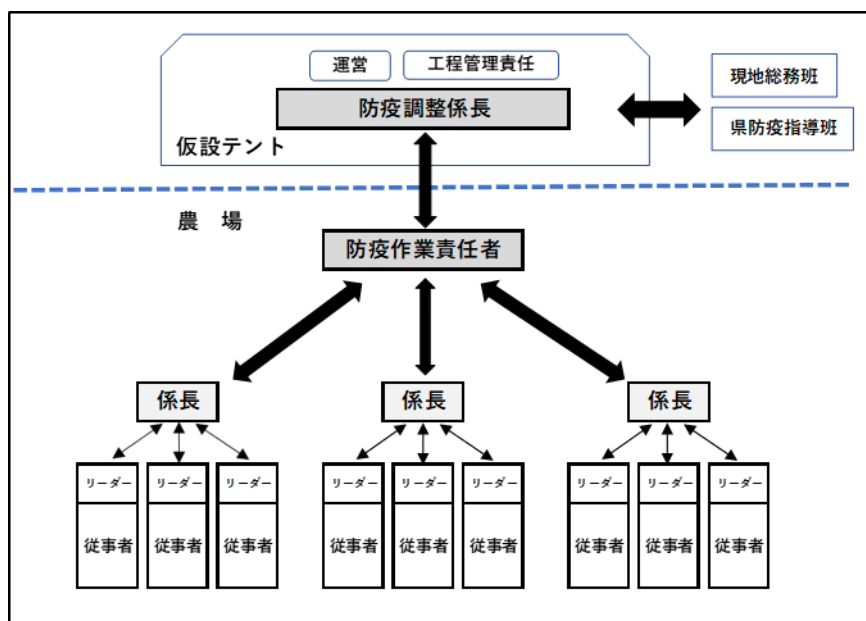 運営
工程管理責任
防疫調整係長
仮設テント
現地総務班
県防疫指導班
農　場
防疫作業責任者
係長
係長
係長
リーダー
リーダー
リーダー
リーダー
リーダー
リーダー
リーダー
リーダー
リーダー
従事者
従事者
従事者
従事者
従事者
従事者
従事者
従事者
従事者